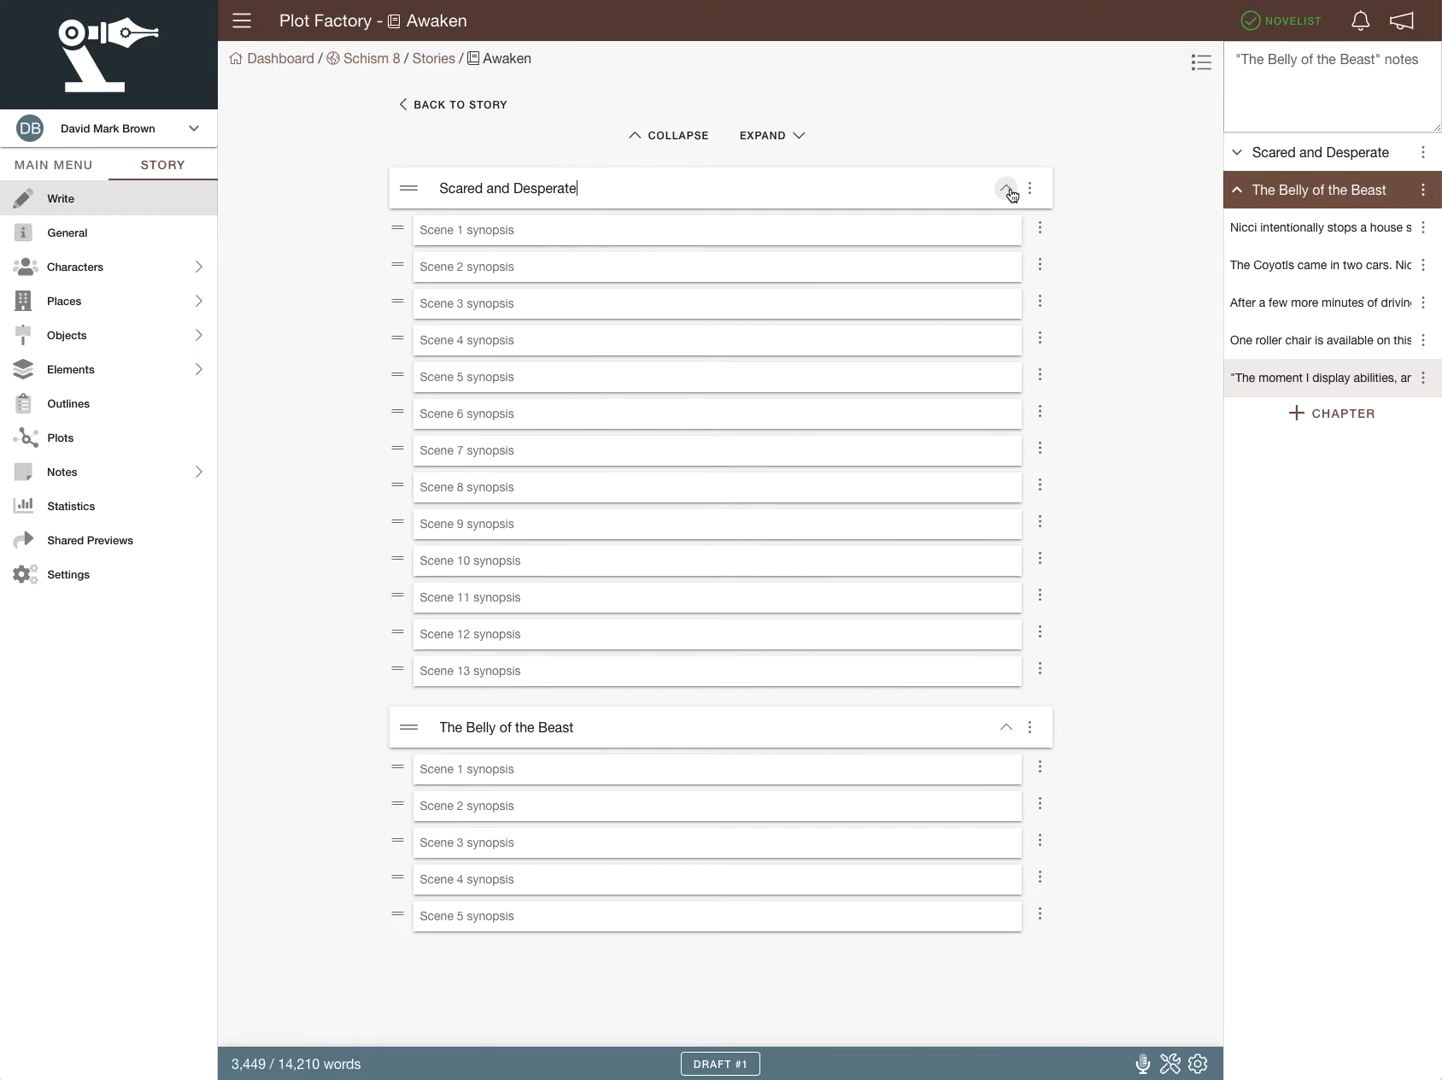 Plot Factory - Awaken
NOVELIST
Dashboard / Schism 8 / Stories / Awaken
DB
David Mark Brown
MAIN MENU
STORY
Write
General
Characters
Places
Objects
Elements
Outlines
Plots
Notes
Statistics
Shared Previews
Settings
BACK TO STORY
COLLAPSE
EXPAND
Scared and Desperate
Scene 1 synopsis
Scene 2 synopsis
Scene 3 synopsis
Scene 4 synopsis
Scene 5 synopsis
Scene 6 synopsis
Scene 7 synopsis
Scene 8 synopsis
Scene 9 synopsis
Scene 10 synopsis
Scene 11 synopsis
Scene 12 synopsis
Scene 13 synopsis
The Belly of the Beast
Scene 1 synopsis
Scene 2 synopsis
Scene 3 synopsis
Scene 4 synopsis
Scene 5 synopsis
"The Belly of the Beast" notes
Scared and Desperate
The Belly of the Beast
Nicci intentionally stops a house s
The Coyotls came in two cars. Nic
After a few more minutes of drivin
One roller chair is available on this
"The moment I display abilities, ar
CHAPTER
3,449 / 14,210 words
DRAFT #1